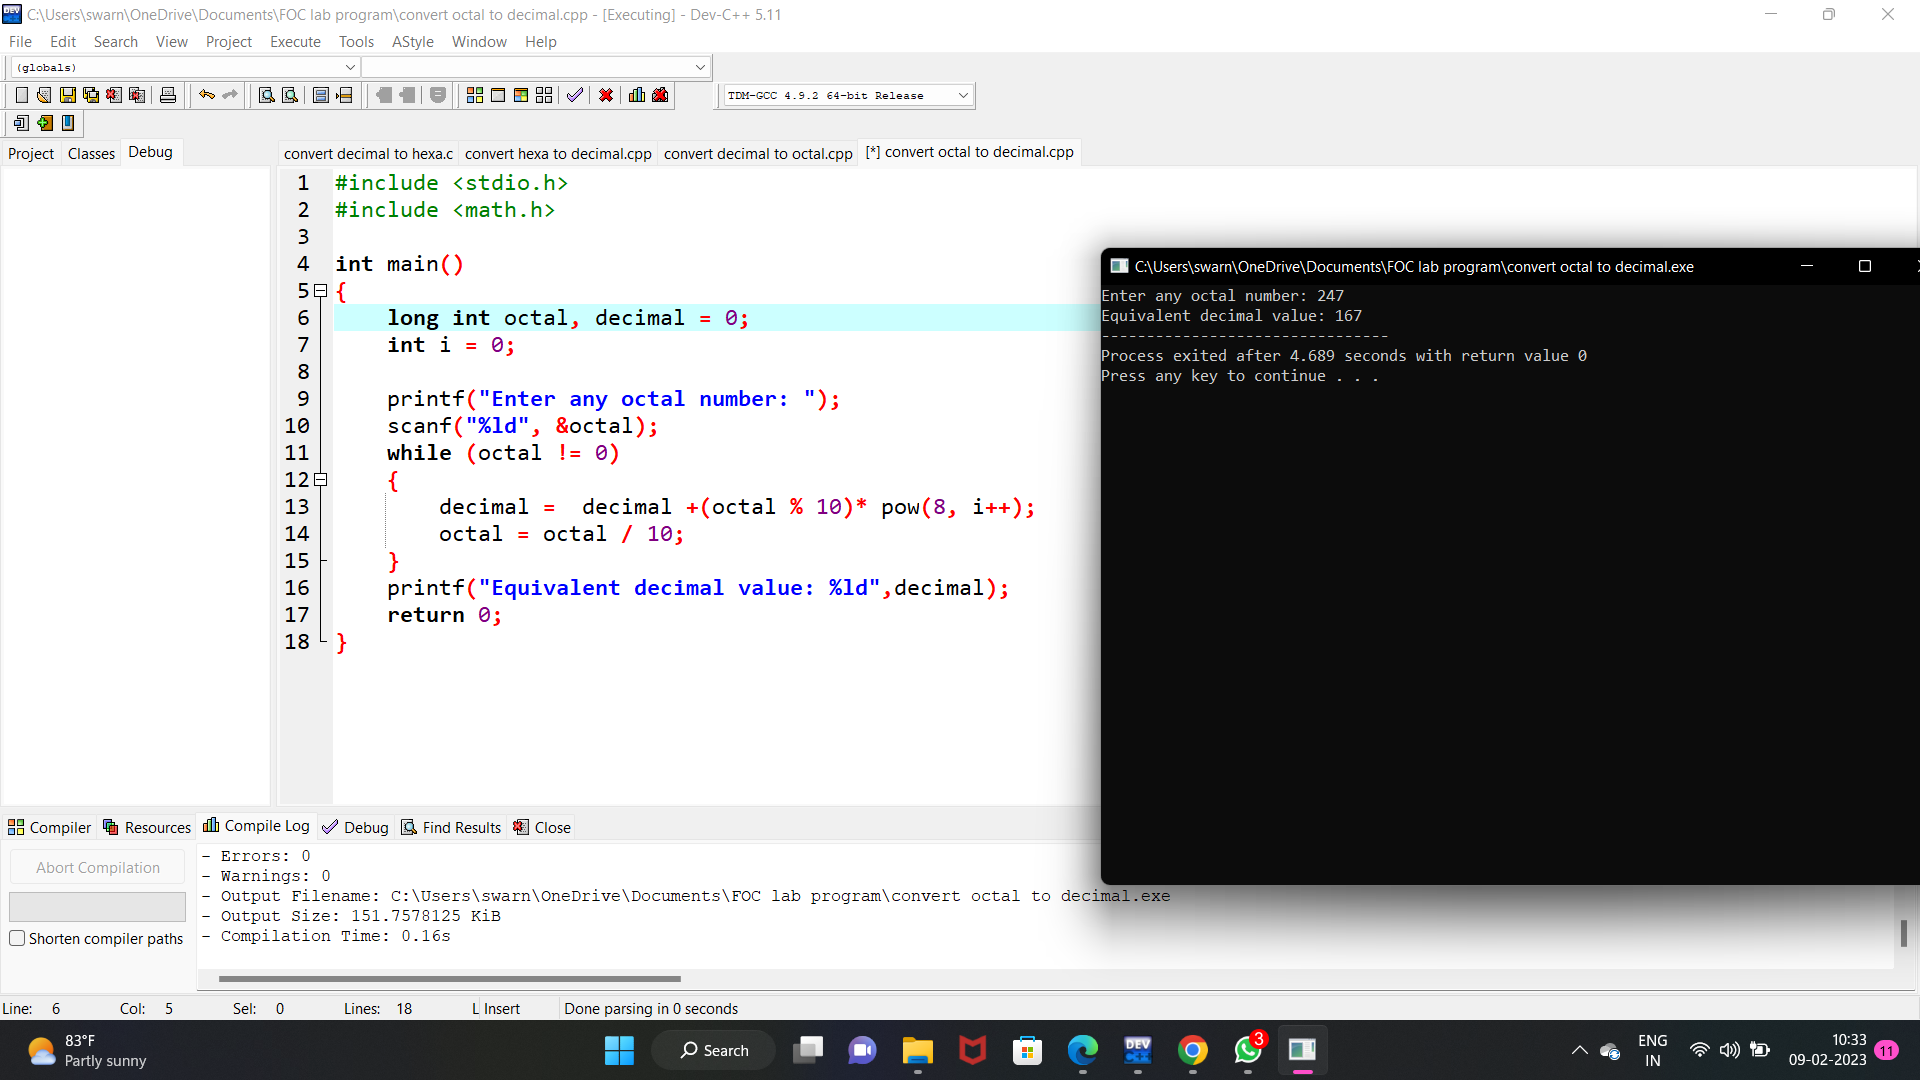 C:\Users\swarn\OneDrive\Documents\FOC lab program\convert octal to decimal.cpp - [Executing] - Dev-C++ 5.11
File Edit Search View Project Execute Tools AStyle Window Help
(globals)
TDM-GCC 4.9.2 64-bit Release
Project Classes Debug
convert decimal to hexa.c convert hexa to decimal.cpp convert decimal to octal.cpp [*] convert octal to decimal.cpp
1 #include <stdio.h>
2 #include <math.h>
3
4 int main()
5 {
6 long int octal, decimal = 0;
7 int i = 0;
8
9 printf("Enter any octal number: ");
10 scanf("%ld", &octal);
11 while (octal != 0)
12 {
13 decimal =  decimal +(octal % 10)* pow(8, i++);
14 octal = octal / 10;
15 }
16 printf("Equivalent decimal value: %ld",decimal);
17 return 0;
18 }
C:\Users\swarn\OneDrive\Documents\FOC lab program\convert octal to decimal.exe
Enter any octal number: 247
Equivalent decimal value: 167
--------------------------------
Process exited after 4.689 seconds with return value 0
Press any key to continue . . .
Compiler Resources Compile Log Debug Find Results Close
Abort Compilation
Shorten compiler paths
- Errors: 0
- Warnings: 0
- Output Filename: C:\Users\swarn\OneDrive\Documents\FOC lab program\convert octal to decimal.exe
- Output Size: 151.7578125 KiB
- Compilation Time: 0.16s
Line: 6 Col: 5 Sel: 0 Lines: 18 L Insert Done parsing in 0 seconds
83°F
Partly sunny
Search
DEV
C++
3
ENG
IN
10:33
09-02-2023
11